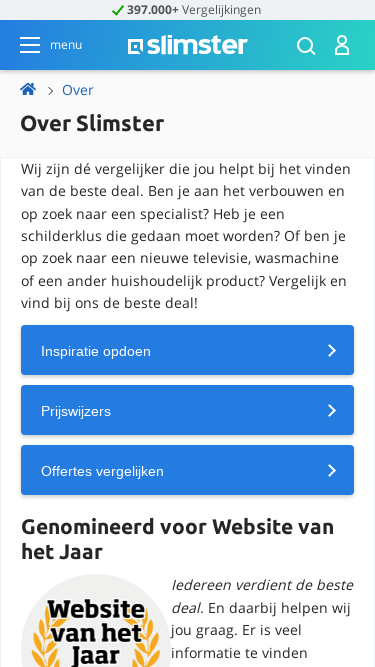 397.000+ Vergelijkingen
menu
slimster
Over
Over Slimster
Wij zijn dé vergelijker die jou helpt bij het vinden
van de beste deal. Ben je aan het verbouwen en
op zoek naar een specialist? Heb je een
schilderklus die gedaan moet worden? Of ben je
op zoek naar een nieuwe televisie, wasmachine
of een ander huishoudelijk product? Vergelijk en
vind bij ons de beste deal!
Inspiratie opdoen
Prijswijzers
Offertes vergelijken
Genomineerd voor Website van
het Jaar
Website
van het
Jaar
Iedereen verdient de beste
deal. En daarbij helpen wij
jou graag. Er is veel
informatie te vinden